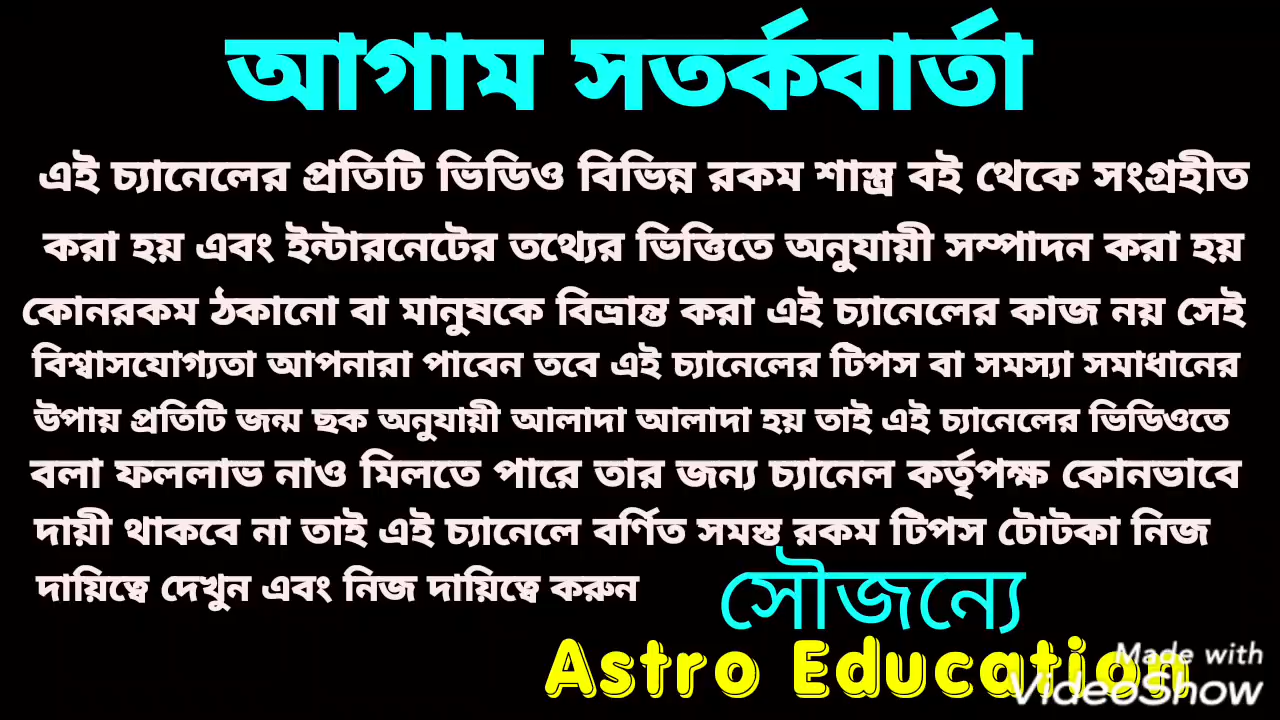 আগাম সতর্কবার্তা
এই চ্যানেলের প্রতিটি ভিডিও বিভিন্ন রকম শাস্ত্র বই থেকে সংগ্রহীত
করা হয় এবং ইন্টারনেটের তথ্যের ভিত্তিতে অনুযায়ী সম্পাদন করা হয়
কোনরকম ঠকানো বা মানুষকে বিভ্রান্ত করা এই চ্যানেলের কাজ নয় সেই
বিশ্বাসযোগ্যতা আপনারা পাবেন তবে এই চ্যানেলের টিপস বা সমস্যা সমাধানের
উপায় প্রতিটি জন্ম ছক অনুযায়ী আলাদা আলাদা হয় তাই এই চ্যানেলের ভিডিওতে
বলা ফললাভ নাও মিলতে পারে তার জন্য চ্যানেল কর্তৃপক্ষ কোনভাবে
দায়ী থাকবে না তাই এই চ্যানেলে বর্ণিত সমস্ত রকম টিপস টোটকা নিজ
দায়িত্বে দেখুন এবং নিজ দায়িত্বে করুন
সৌজন্যে
Astro Education
Made with
VideoShow